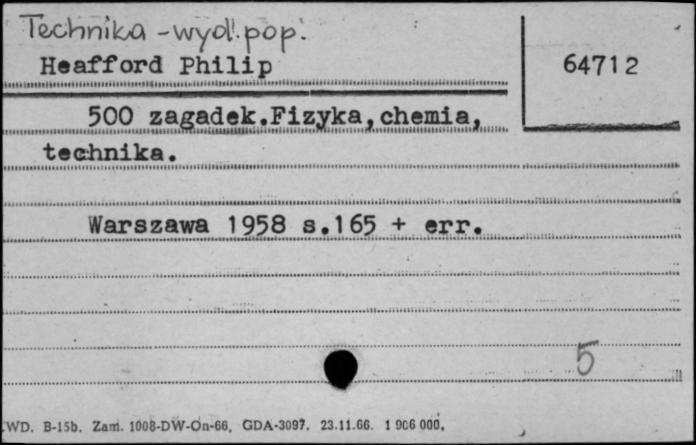 Technika - wyd. pop.
Heafford Philip
64712
500 zagadek.Fizyka,chemia,
technika.
Warszawa 1958 s.165 + err.
5
WD. B-15b. Zam. 1008-DW-On-66, GDA-3097. 23.11.66. 1 906 000.